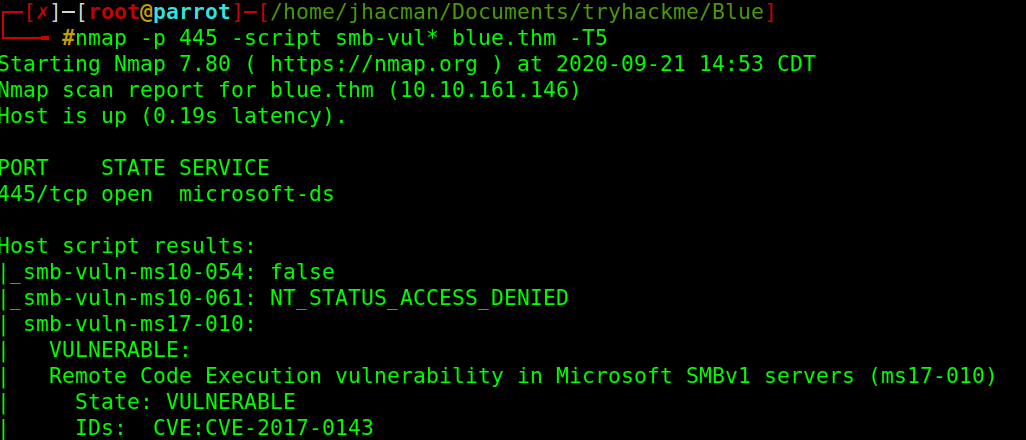 ┌─[✗]─[root@parrot]─[/home/jhacman/Documents/tryhackme/Blue]
└──╼ #nmap -p 445 -script smb-vul* blue.thm -T5
Starting Nmap 7.80 ( https://nmap.org ) at 2020-09-21 14:53 CDT
Nmap scan report for blue.thm (10.10.161.146)
Host is up (0.19s latency).
PORT    STATE SERVICE
445/tcp open  microsoft-ds
Host script results:
|_smb-vuln-ms10-054: false
|_smb-vuln-ms10-061: NT_STATUS_ACCESS_DENIED
| smb-vuln-ms17-010:
|   VULNERABLE:
|   Remote Code Execution vulnerability in Microsoft SMBv1 servers (ms17-010)
|     State: VULNERABLE
|     IDs:  CVE:CVE-2017-0143